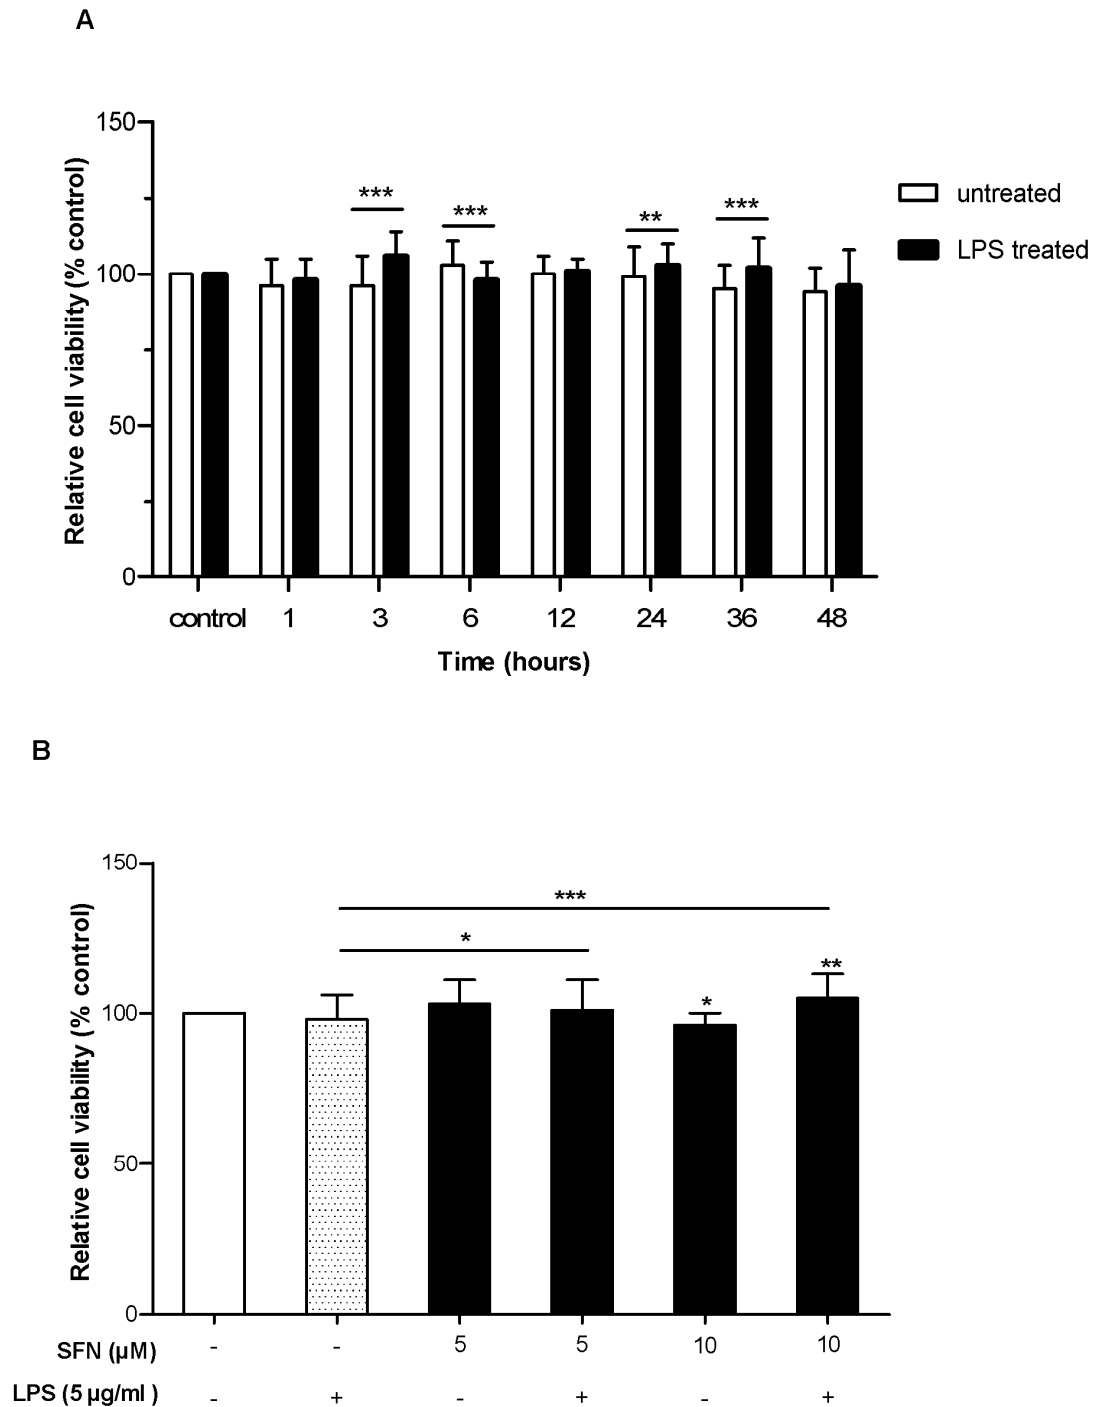 A
150
100
50
0
Relative cell viability (% control)
***
***
**
***
untreated
LPS treated
control 1 3 6 12 24 36 48
Time (hours)
B
150
100
50
0
Relative cell viability (% control)
***
*
*
**
SFN (µM) - - 5 5 10 10
LPS (5 µg/ml ) - + - + - +